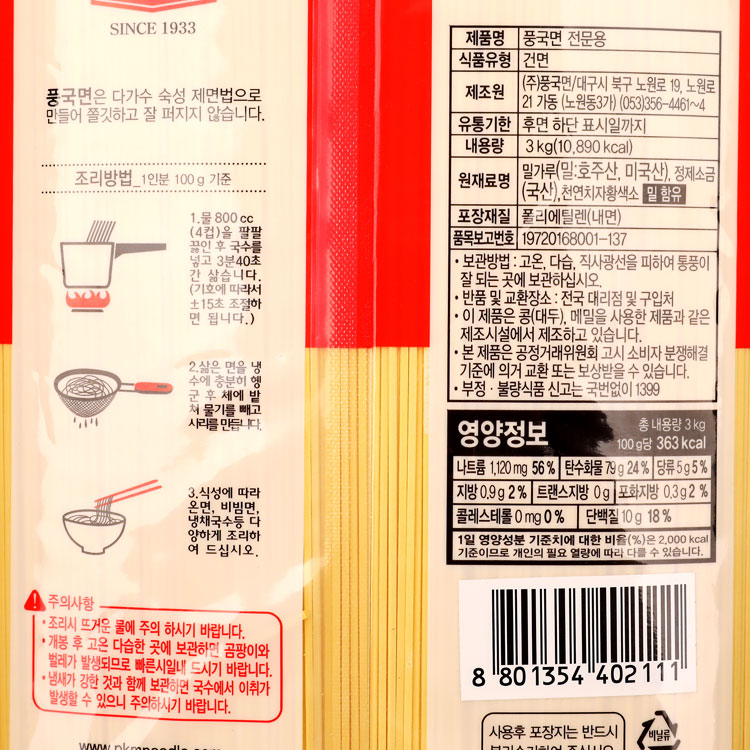 SINCE 1933
풍국면은 다가수 숙성 제면법으로
만들어 쫄깃하고 잘 퍼지지 않습니다.
조리방법_1인분 100g 기준
1.물 800 cc
(4컵)을 팔팔
끓인 후 국수를
넣고 3분40초
간 삶습니다.
(기호에 따라서
±15초 조절하
면 됩니다.)
2.삶은 면을 냉
수에 충분히 헹
군 후 체에 받
쳐 물기를 빼고
사리를 만듭니다.
3.식성에 따라
온면, 비빔면,
냉채국수등 다
양하게 조리하
여 드십시오.
주의사항
• 조리시 뜨거운 물에 주의 하시기 바랍니다.
• 개봉 후 고온 다습한 곳에 보관하면 곰팡이와
벌레가 발생되므로 빠른시일내 드시기 바랍니다.
• 냄새가 강한 것과 함께 보관하면 국수에서 이취가
발생할 수 있으니 주의하시기 바랍니다.
제품명 풍국면 전문용
식품유형 건면
제조원 (주)풍국면/대구시 북구 노원로 19, 노원로
21 가동 (노원동3가) (053)356-4461~4
유통기한 후면 하단 표시일까지
내용량 3 kg(10,890 kcal)
원재료명 밀가루(밀:호주산, 미국산), 정제소금
(국산),천연치자황색소 밀 함유
포장재질 폴리에틸렌(내면)
품목보고번호 19720168001-137
• 보관방법 : 고온, 다습, 직사광선을 피하여 통풍이
잘 되는 곳에 보관하십시오.
• 반품 및 교환장소 : 전국 대리점 및 구입처
• 이 제품은 콩(대두), 메밀을 사용한 제품과 같은
제조시설에서 제조하고 있습니다.
• 본 제품은 공정거래위원회 고시 소비자 분쟁해결
기준에 의거 교환 또는 보상받을 수 있습니다.
• 부정 · 불량식품 신고는 국번없이 1399
영양정보 총 내용량 3 kg
100 g당 363 kcal
나트륨 1,120 mg 56 % 탄수화물 79 g 24 % 당류 5 g 5 %
지방 0.9 g 2 % 트랜스지방 0 g 포화지방 0.3 g 2 %
콜레스테롤 0 mg 0 % 단백질 10 g 18 %
1일 영양성분 기준치에 대한 비율(%)은 2,000 kcal
기준이므로 개인의 필요 열량에 따라 다를 수 있습니다.
8 801354 402111
사용후 포장지는 반드시
비닐류